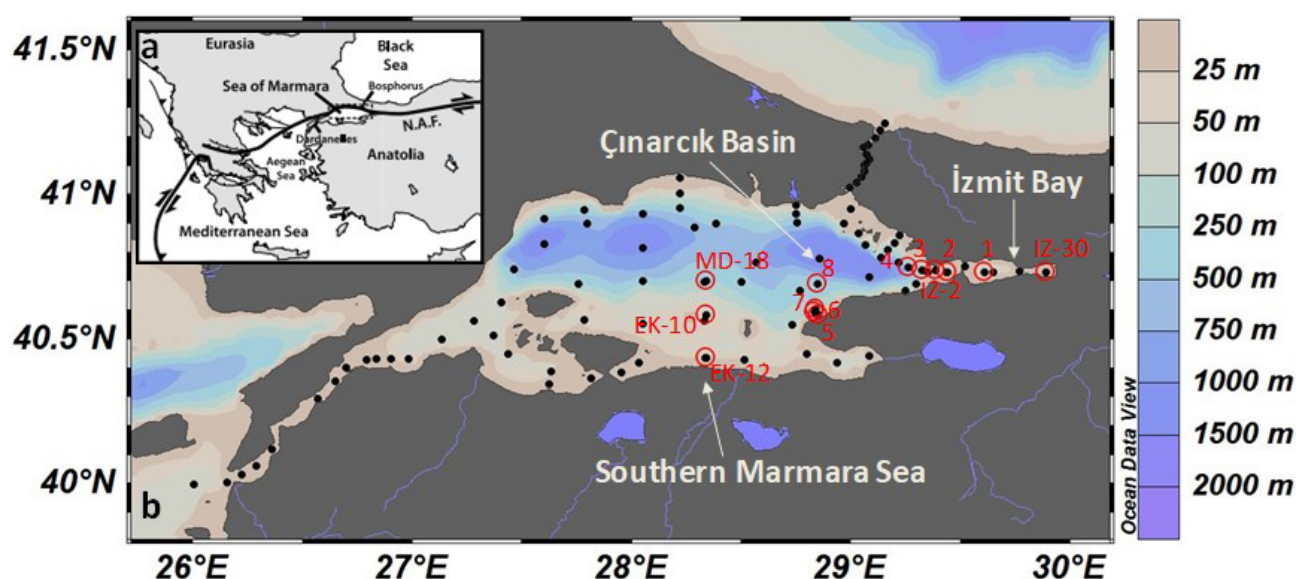 41.5°N
41°N
40.5°N
40°N
a
Eurasia
Black
Sea
Sea of Marmara
Bosphorus
N.A.F.
Dardanelles
Aegean
Sea
Anatolia
Mediterranean Sea
Çınarcık Basin
İzmit Bay
MD-18
8
4
3
2
1
IZ-30
IZ-2
EK-10
7
6
5
EK-12
Southern Marmara Sea
b
26°E
27°E
28°E
29°E
30°E
Ocean Data View
25 m
50 m
100 m
250 m
500 m
750 m
1000 m
1500 m
2000 m